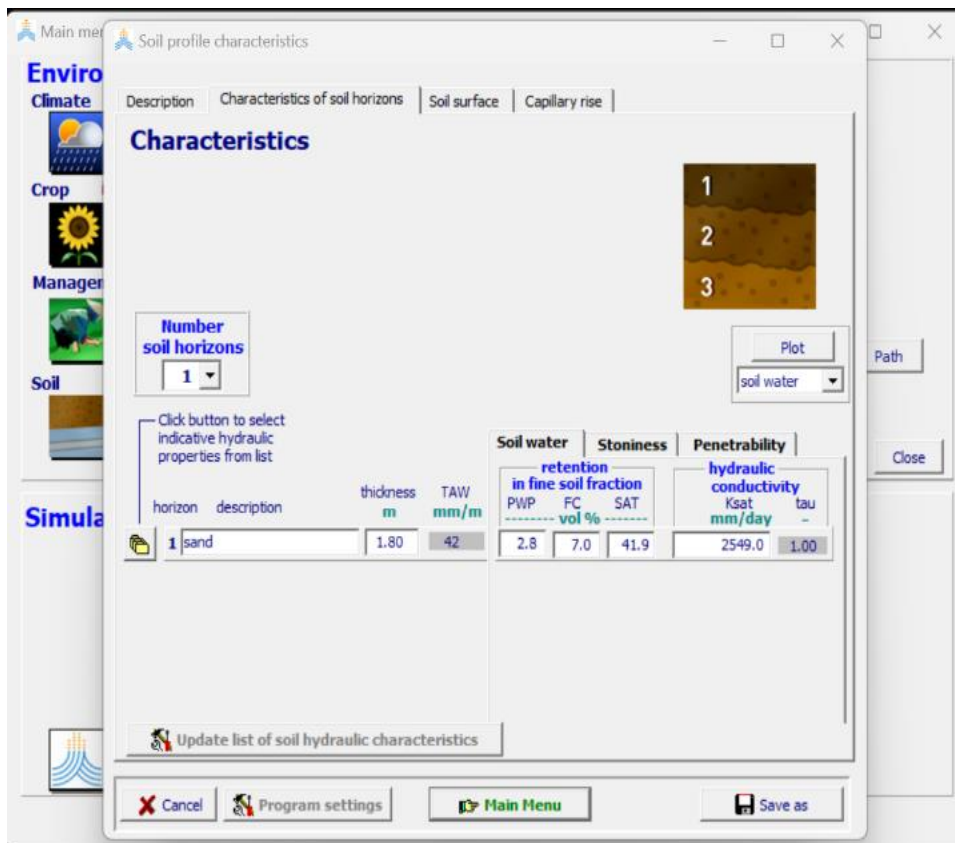 Main mer
Soil profile characteristics
Enviro
Climate
Crop
Manager
Soil
Simula
Description
Characteristics of soil horizons
Soil surface
Capillary rise
Characteristics
1
2
3
Number
soil horizons
1
Plot
soil water
Path
Close
Click button to select
indicative hydraulic
properties from list
Soil water
Stoniness
Penetrability
retention
in fine soil fraction
hydraulic
conductivity
horizon description thickness TAW PWP FC SAT Ksat tau
m mm/m -------- vol % ------- mm/day -
1 sand 1.80 42 2.8 7.0 41.9 2549.0 1.00
Update list of soil hydraulic characteristics
Cancel
Program settings
Main Menu
Save as